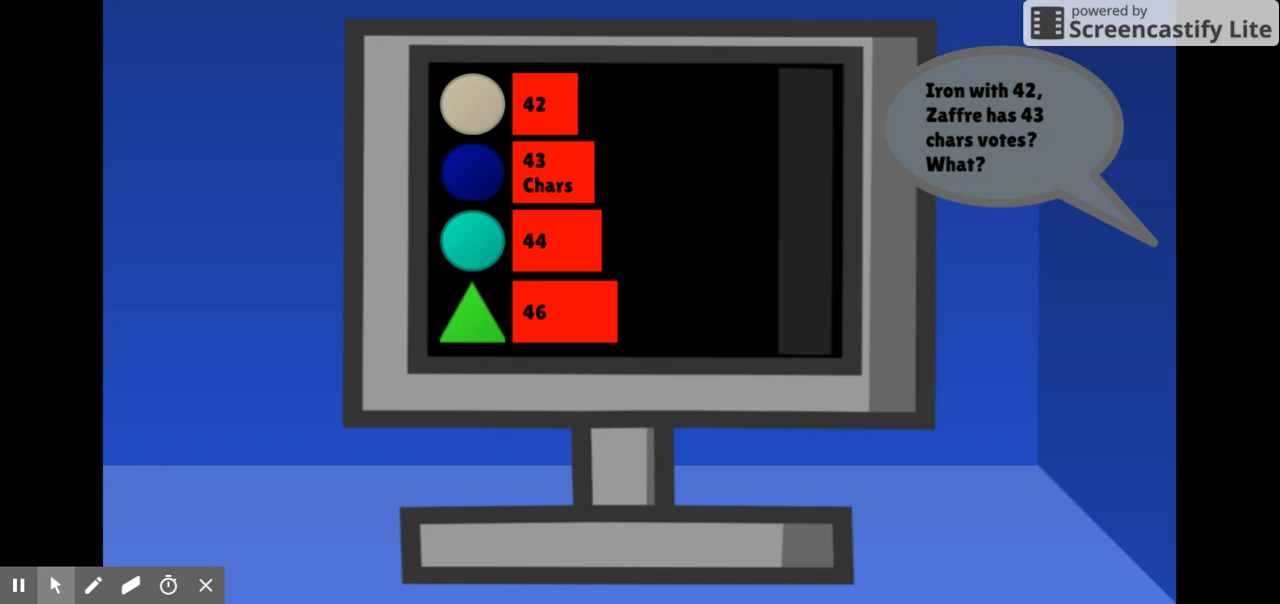 powered by
Screencastify Lite
42
43
Chars
44
46
Iron with 42,
Zaffre has 43
chars votes?
What?